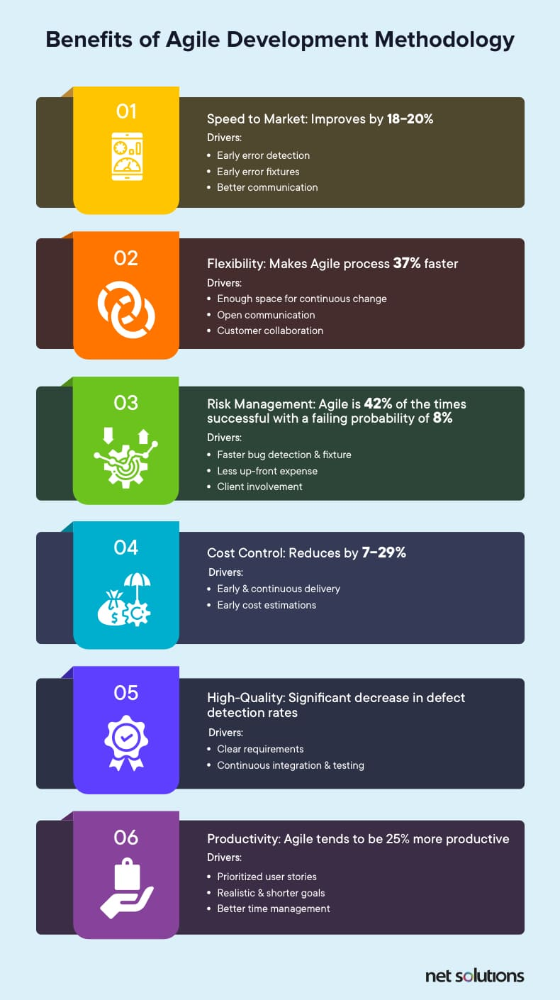 Benefits of Agile Development Methodology
01
Speed to Market: Improves by 18–20%
Drivers:
• Early error detection
• Early error fixtures
• Better communication
02
Flexibility: Makes Agile process 37% faster
Drivers:
• Enough space for continuous change
• Open communication
• Customer collaboration
03
Risk Management: Agile is 42% of the times
successful with a failing probability of 8%
Drivers:
• Faster bug detection & fixture
• Less up-front expense
• Client involvement
04
Cost Control: Reduces by 7–29%
Drivers:
• Early & continuous delivery
• Early cost estimations
$
05
High-Quality: Significant decrease in defect
detection rates
Drivers:
• Clear requirements
• Continuous integration & testing
06
Productivity: Agile tends to be 25% more productive
Drivers:
• Prioritized user stories
• Realistic & shorter goals
• Better time management
net solutions